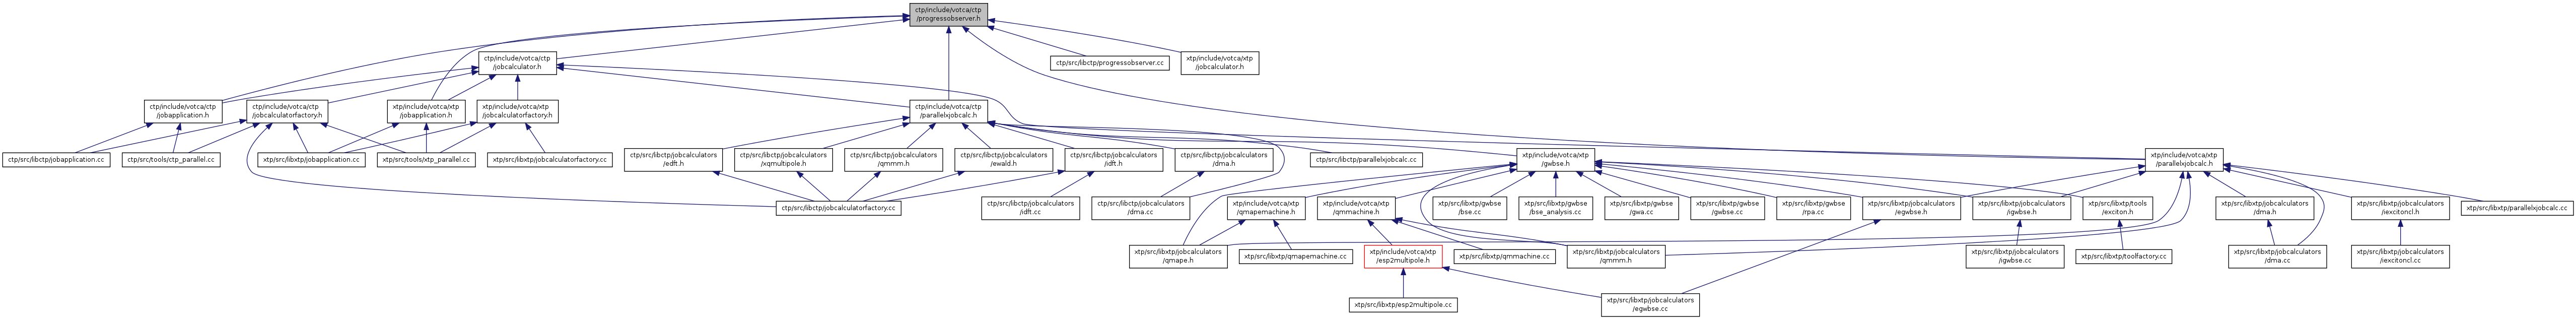 ctp/include/votca/ctp
/progressobserver.h
ctp/include/votca/ctp
/jobcalculator.h
ctp/src/libctp/progressobserver.cc
xtp/include/votca/xtp
/jobcalculator.h
ctp/include/votca/ctp
/jobapplication.h
ctp/include/votca/ctp
/jobcalculatorfactory.h
xtp/include/votca/xtp
/jobapplication.h
xtp/include/votca/xtp
/jobcalculatorfactory.h
ctp/include/votca/ctp
/parallelxjobcalc.h
ctp/src/libctp/jobapplication.cc
ctp/src/tools/ctp_parallel.cc
xtp/src/libxtp/jobapplication.cc
xtp/src/tools/xtp_parallel.cc
xtp/src/libxtp/jobcalculatorfactory.cc
ctp/src/libctp/jobcalculators
/edft.h
ctp/src/libctp/jobcalculators
/xqmultipole.h
ctp/src/libctp/jobcalculators
/qmmm.h
ctp/src/libctp/jobcalculators
/ewald.h
ctp/src/libctp/jobcalculators
/dft.h
ctp/src/libctp/jobcalculators
/dma.h
ctp/src/libctp/parallelxjobcalc.cc
xtp/include/votca/xtp
/gwbse.h
xtp/include/votca/xtp
/parallelxjobcalc.h
ctp/src/libctp/jobcalculatorfactory.cc
ctp/src/libctp/jobcalculators
/dft.cc
ctp/src/libctp/jobcalculators
/dma.cc
xtp/include/votca/xtp
/qmapemachine.h
xtp/include/votca/xtp
/qmmachine.h
xtp/src/libxtp/gwbse
/bse.cc
xtp/src/libxtp/gwbse
/bse_analysis.cc
xtp/src/libxtp/gwbse
/gwa.cc
xtp/src/libxtp/gwbse
/gwbse.cc
xtp/src/libxtp/gwbse
/rpa.cc
xtp/src/libxtp/jobcalculators
/egwbse.h
xtp/src/libxtp/jobcalculators
/igwbse.h
xtp/src/libxtp/tools
/exciton.h
xtp/src/libxtp/jobcalculators
/dma.h
xtp/src/libxtp/jobcalculators
/iexcitoncl.h
xtp/src/libxtp/parallelxjobcalc.cc
xtp/src/libxtp/jobcalculators
/qmape.h
xtp/src/libxtp/qmapemachine.cc
xtp/include/votca/xtp
/esp2multipole.h
xtp/src/libxtp/qmmachine.cc
xtp/src/libxtp/jobcalculators
/qmmm.h
xtp/src/libxtp/jobcalculators
/igwbse.cc
xtp/src/libxtp/toolfactory.cc
xtp/src/libxtp/jobcalculators
/dma.cc
xtp/src/libxtp/jobcalculators
/iexcitoncl.cc
xtp/src/libxtp/esp2multipole.cc
xtp/src/libxtp/jobcalculators
/egwbse.cc